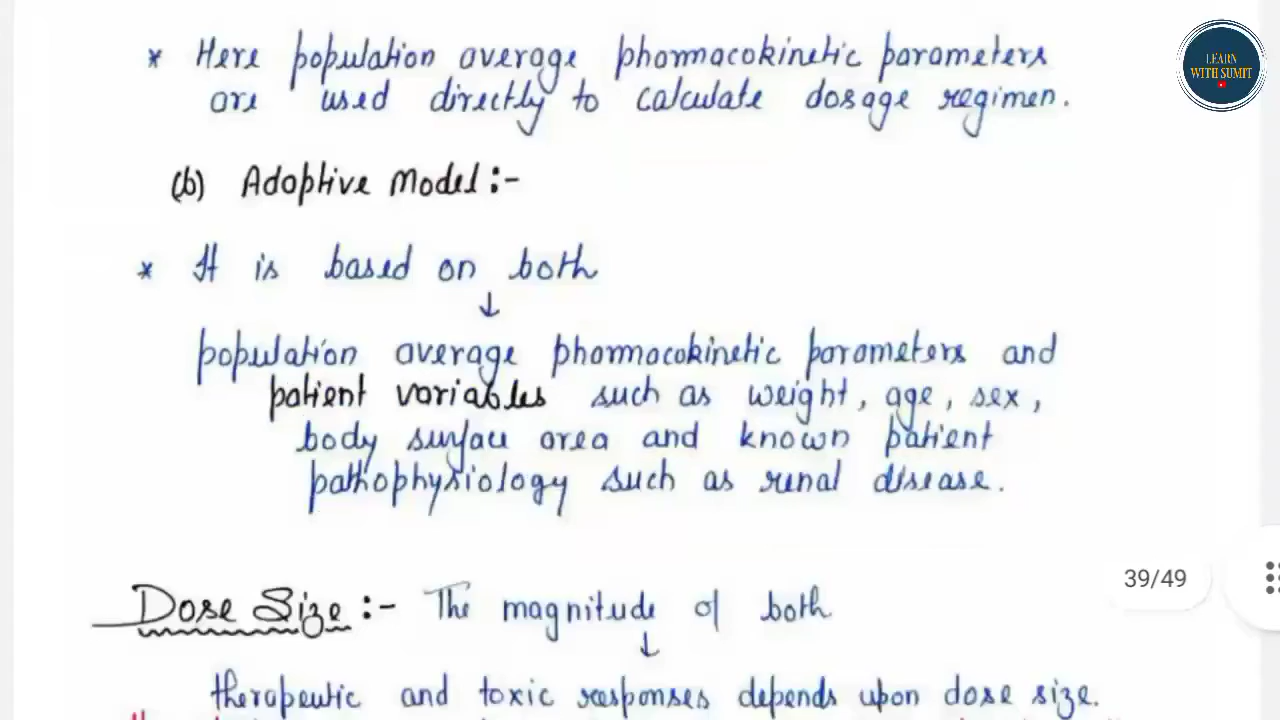 * Here population average pharmacokinetic parameters
are used directly to calculate dosage regimen.
LEARN
WITH SUMIT
(b) Adaptive Model :-
* It is based on both
↓
population average pharmacokinetic parameters and
patient variables such as weight, age, sex,
body surface area and known patient
pathophysiology such as renal disease.
39/49
Dose Size :- The magnitude of both
↓
therapeutic and toxic responses depends upon dose size.